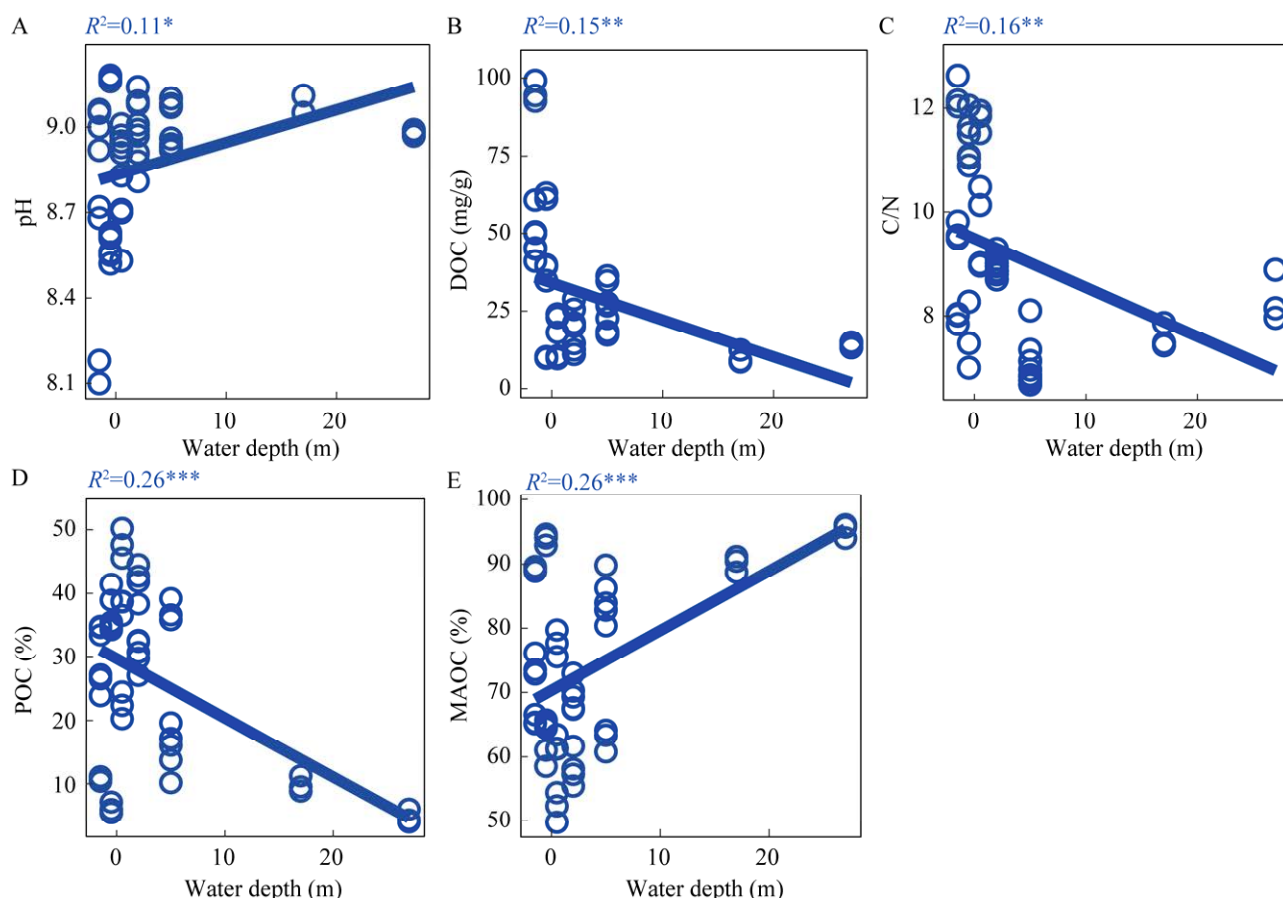 A
R²=0.11*
pH
9.0
8.7
8.4
8.1
0
10
20
Water depth (m)
B
R²=0.15**
DOC (mg/g)
100
75
50
25
0
0
10
20
Water depth (m)
C
R²=0.16**
C/N
12
10
8
0
10
20
Water depth (m)
D
R²=0.26***
POC (%)
50
40
30
20
10
0
10
20
Water depth (m)
E
R²=0.26***
MAOC (%)
100
90
80
70
60
50
0
10
20
Water depth (m)